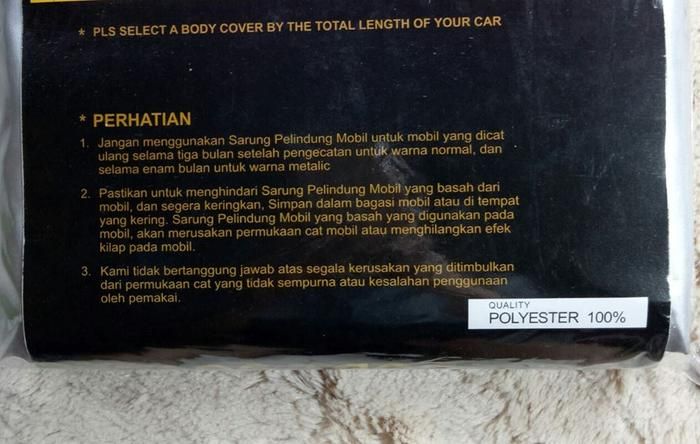 * PLS SELECT A BODY COVER BY THE TOTAL LENGTH OF YOUR CAR
* PERHATIAN
1. Jangan menggunakan Sarung Pelindung Mobil untuk mobil yang dicat
ulang selama tiga bulan setelah pengecatan untuk warna normal, dan
selama enam bulan untuk warna metalic
2. Pastikan untuk menghindari Sarung Pelindung Mobil yang basah dari
mobil, dan segera keringkan, Simpan dalam bagasi mobil atau di tempat
yang kering. Sarung Pelindung Mobil yang basah yang digunakan pada
mobil, akan merusakan permukaan cat mobil atau menghilangkan efek
kilap pada mobil.
3. Kami tidak bertanggung jawab atas segala kerusakan yang ditimbulkan
dari permukaan cat yang tidak sempurna atau kesalahan penggunaan
oleh pemakai.
QUALITY
POLYESTER 100%